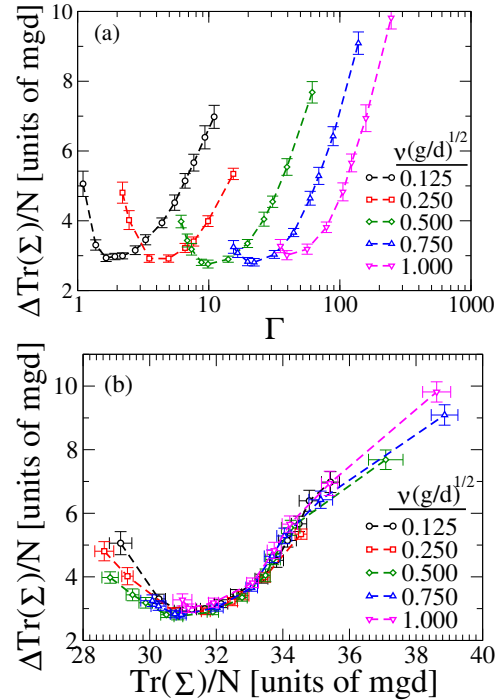 10
(a)
8
6
4
2
ΔTr(Σ)/N [units of mgd]
ν(g/d)^1/2
0.125
0.250
0.500
0.750
1.000
1 10 100 1000
Γ
10
(b)
8
6
4
2
ΔTr(Σ)/N [units of mgd]
ν(g/d)^1/2
0.125
0.250
0.500
0.750
1.000
28 30 32 34 36 38 40
Tr(Σ)/N [units of mgd]